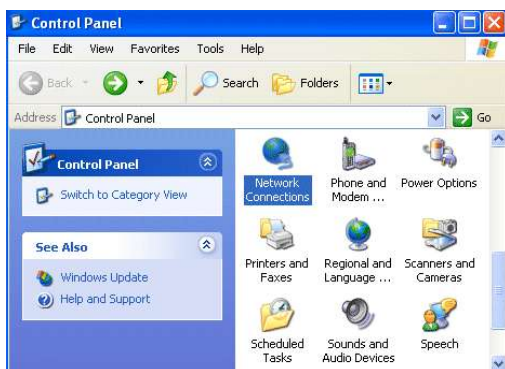 Control Panel
File Edit View Favorites Tools Help
Back Search Folders
Address Control Panel Go
Control Panel
Switch to Category View
See Also
Windows Update
Help and Support
Network Connections
Phone and Modem ...
Power Options
Printers and Faxes
Regional and Language ...
Scanners and Cameras
Scheduled Tasks
Sounds and Audio Devices
Speech